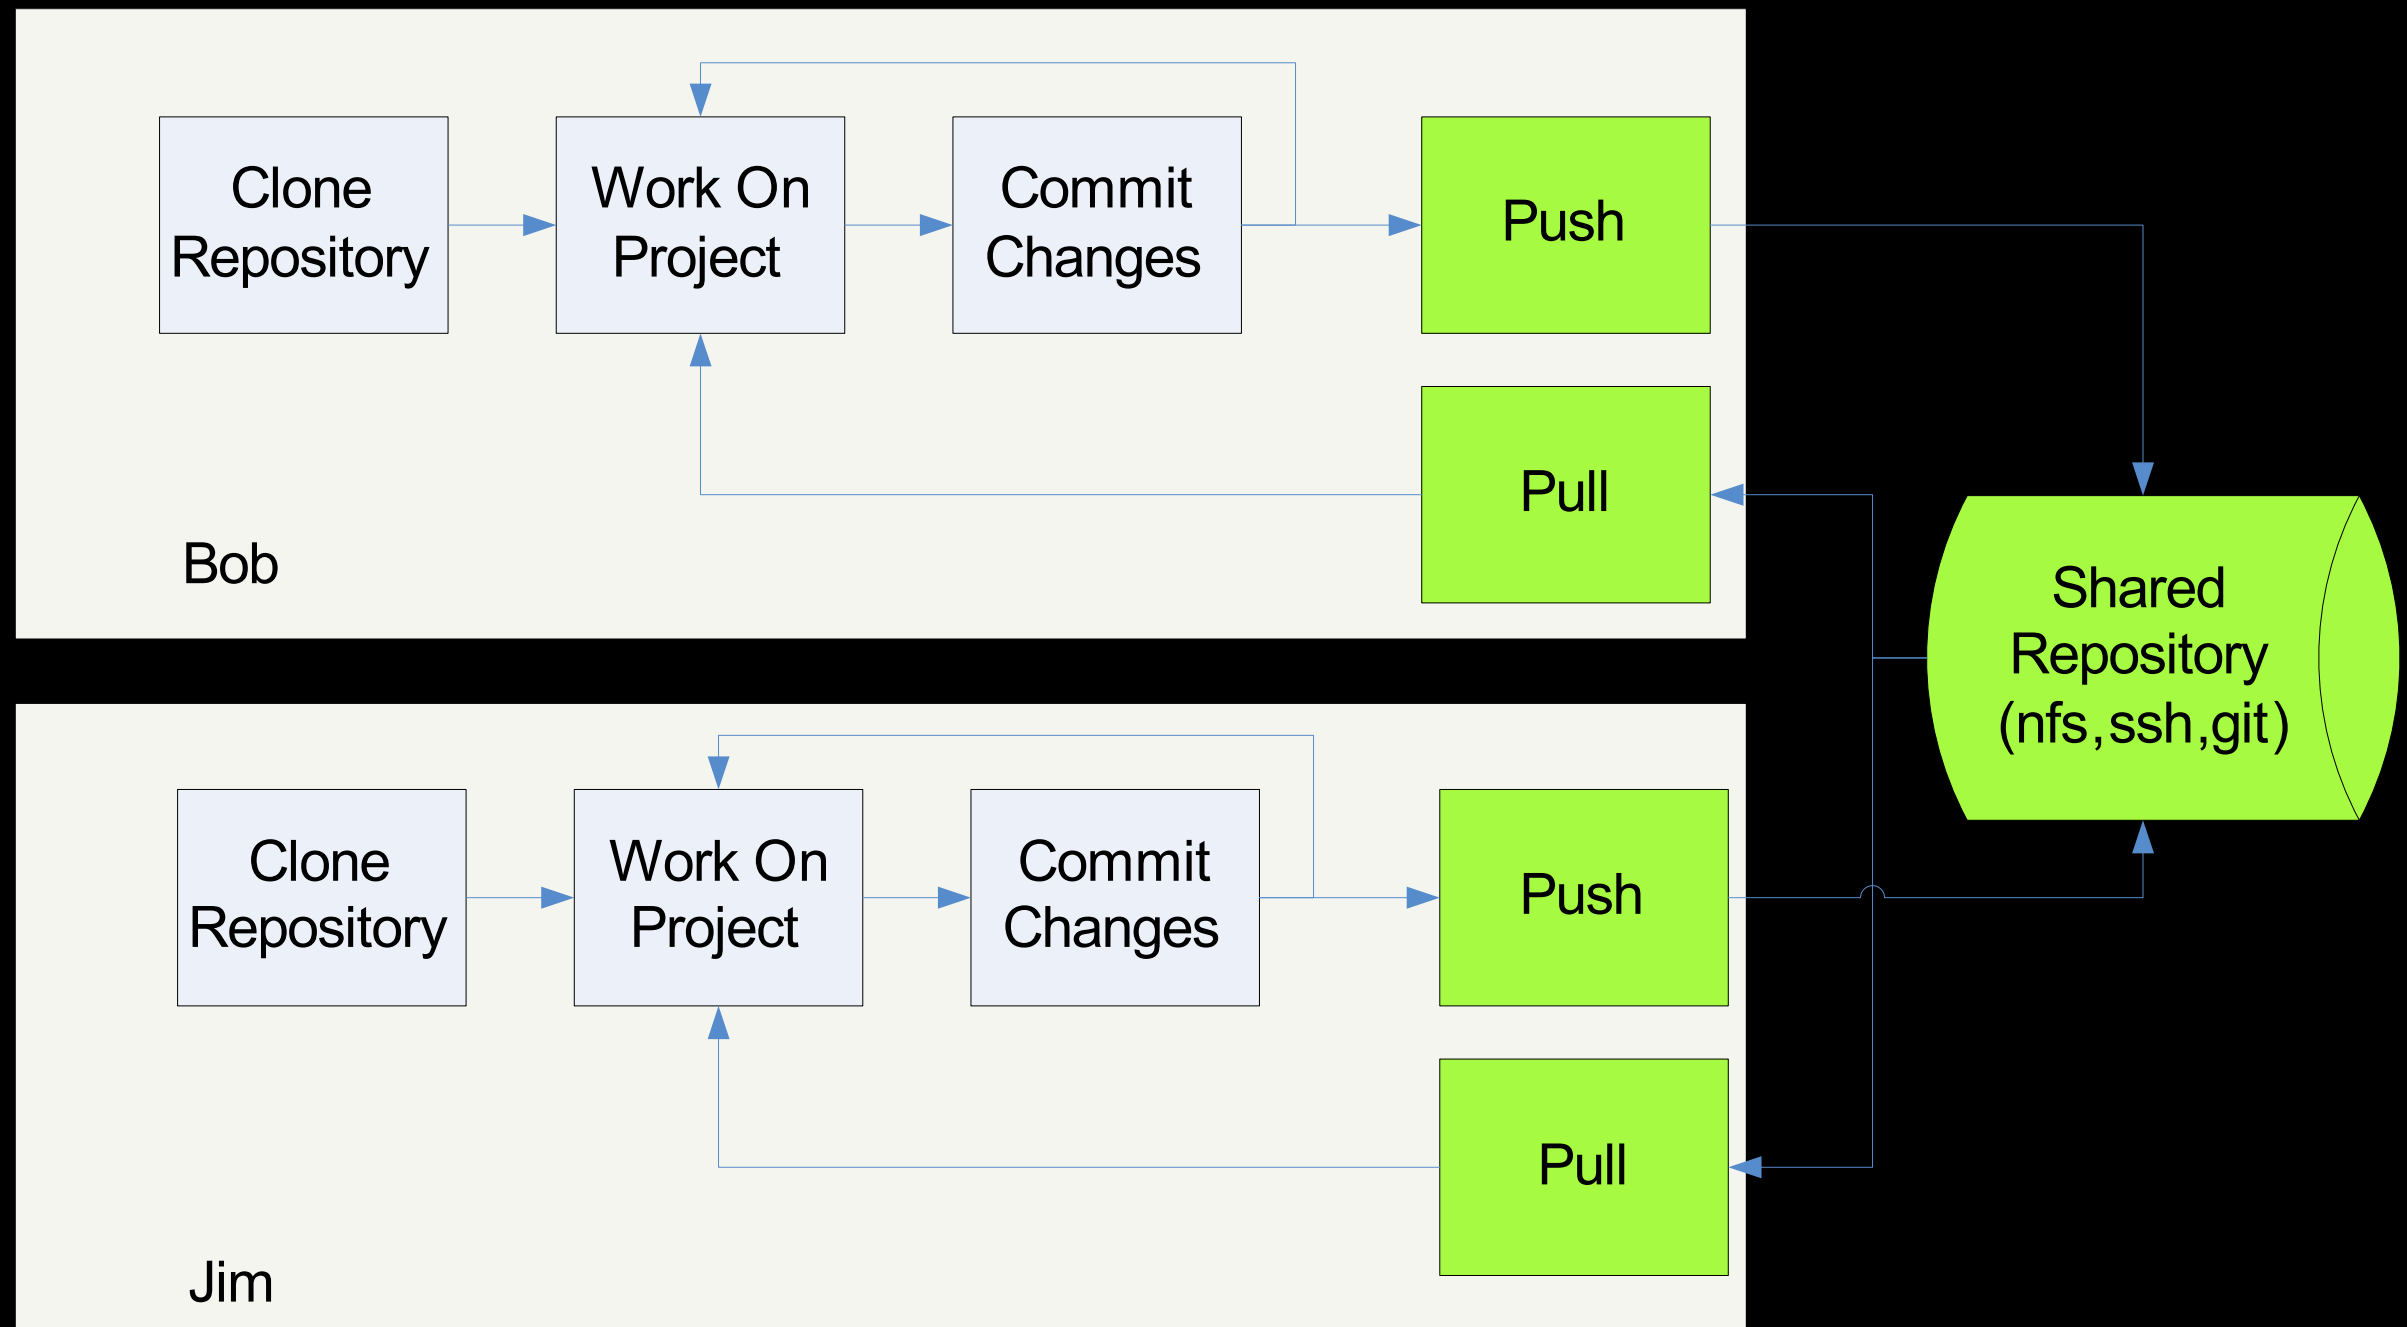 Clone
Repository
Work On
Project
Commit
Changes
Push
Pull
Bob
Shared
Repository
(nfs,ssh,git)
Clone
Repository
Work On
Project
Commit
Changes
Push
Pull
Jim